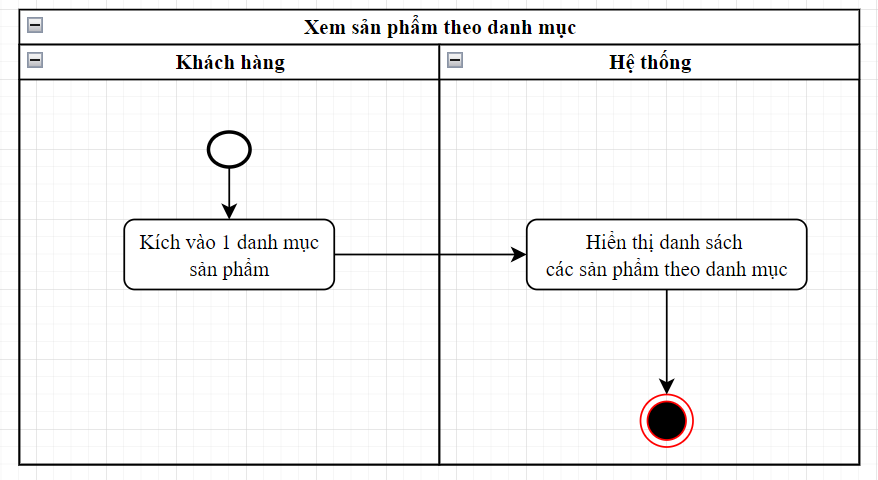 Xem sản phẩm theo danh mục
Khách hàng
Hệ thống
Kích vào 1 danh mục
sản phẩm
Hiển thị danh sách
các sản phẩm theo danh mục